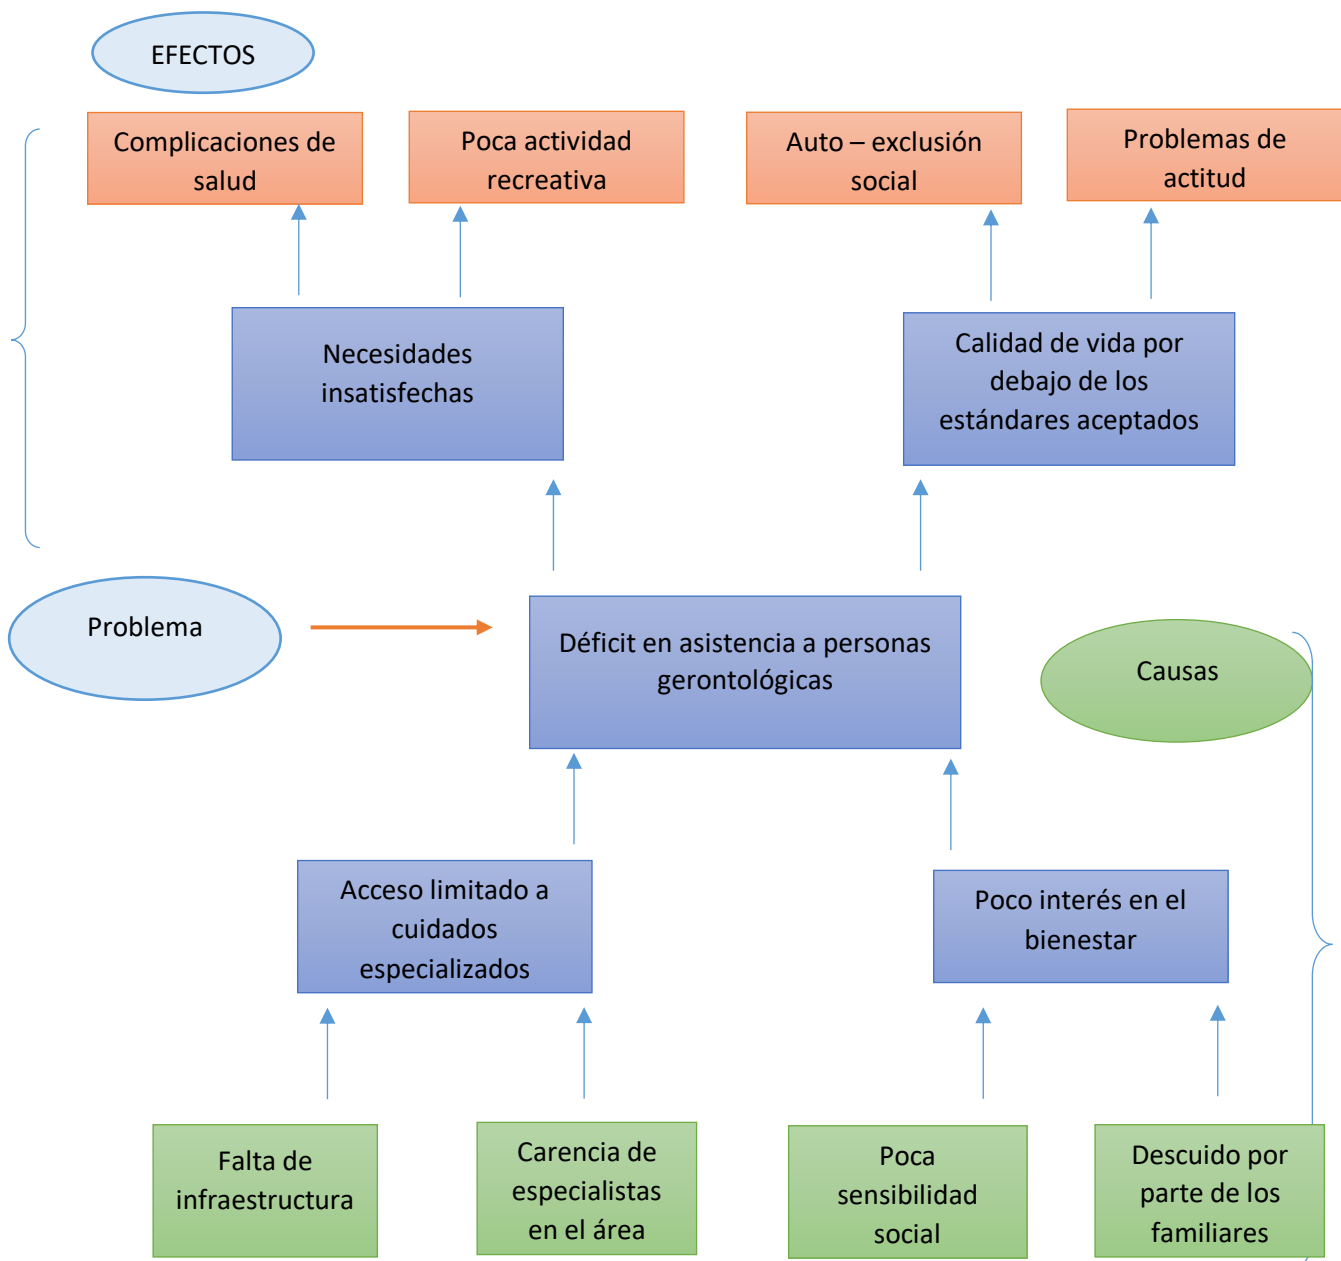 EFECTOS
Complicaciones de
salud
Poca actividad
recreativa
Auto – exclusión
social
Problemas de
actitud
Necesidades
insatisfechas
Calidad de vida por
debajo de los
estándares aceptados
Problema
Déficit en asistencia a personas
gerontológicas
Causas
Acceso limitado a
cuidados
especializados
Poco interés en el
bienestar
Falta de
infraestructura
Carencia de
especialistas
en el área
Poca
sensibilidad
social
Descuido por
parte de los
familiares